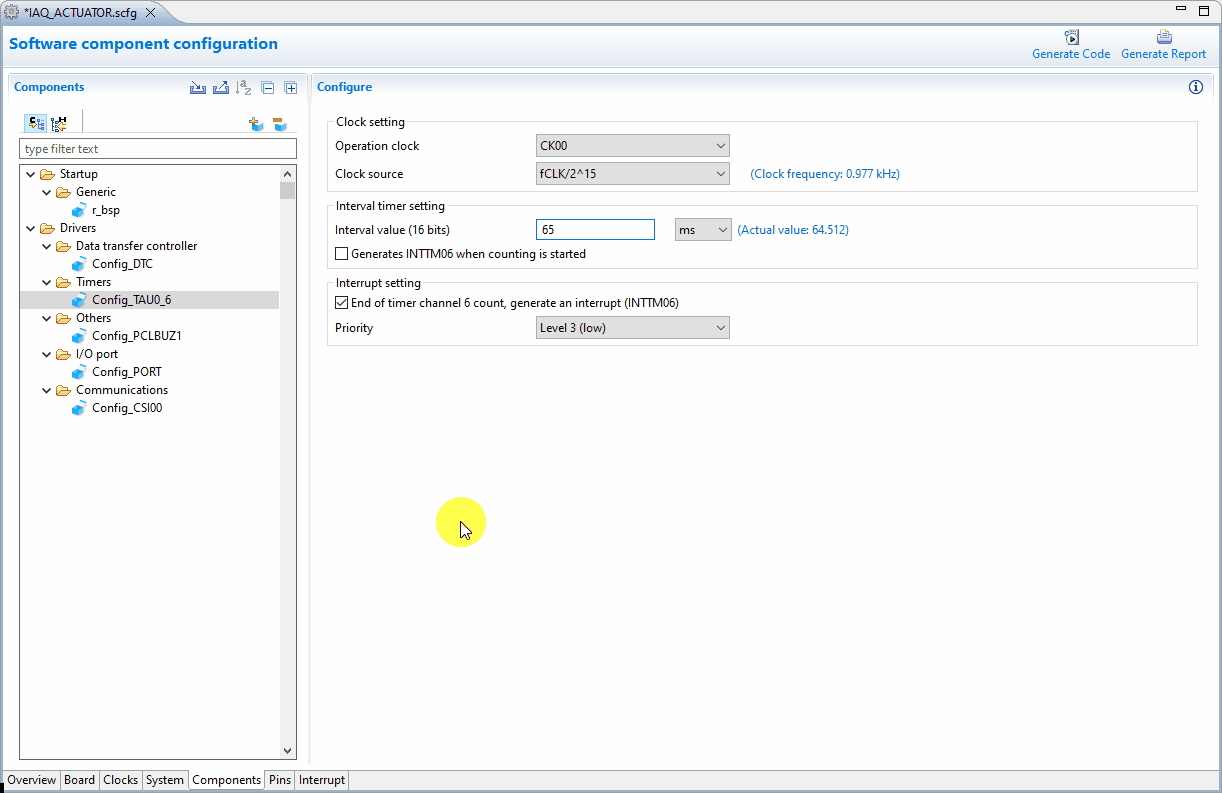 *IAQ_ACTUATOR.scfg
Software component configuration
Generate Code Generate Report
Components
Configure
type filter text
Startup
Generic
r_bsp
Drivers
Data transfer controller
Config_DTC
Timers
Config_TAU0_6
Others
Config_PCLBUZ1
I/O port
Config_PORT
Communications
Config_CSI00
Clock setting
Operation clock CK00
Clock source fCLK/2^15 (Clock frequency: 0.977 kHz)
Interval timer setting
Interval value (16 bits) 65 ms (Actual value: 64.512)
Generates INTTM06 when counting is started
Interrupt setting
End of timer channel 6 count, generate an interrupt (INTTM06)
Priority Level 3 (low)
Overview Board Clocks System Components Pins Interrupt